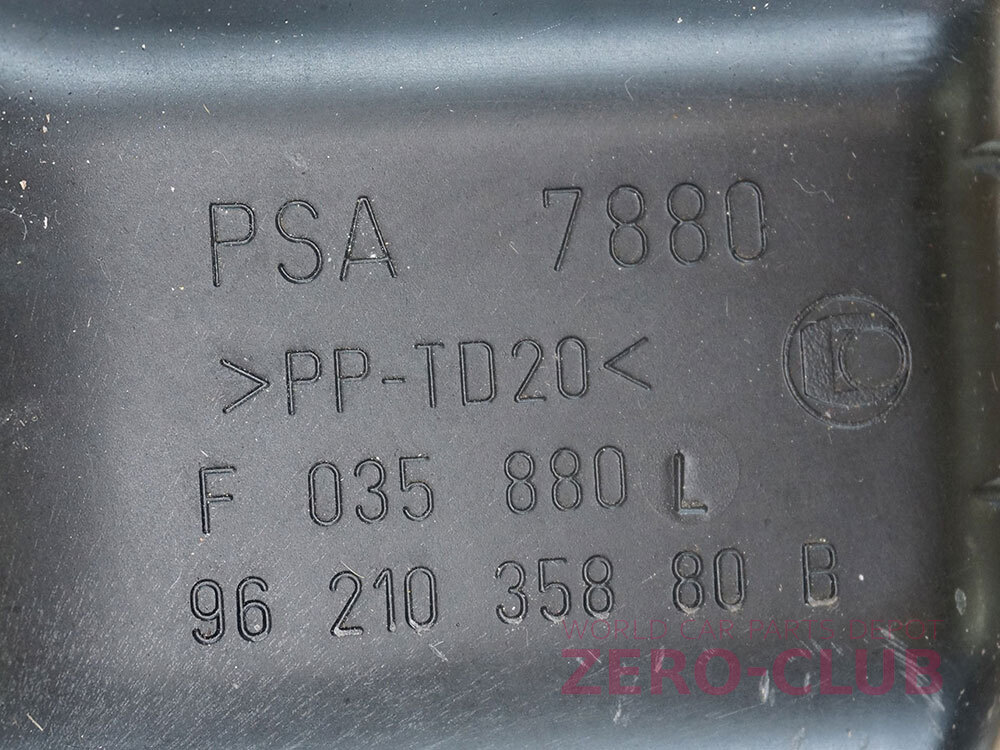 PSA 7880
>PP-TD20<
F 035 880 L
96 210 358 80 B
WORLD CAR PARTS DEPOT
ZERO-CLUB